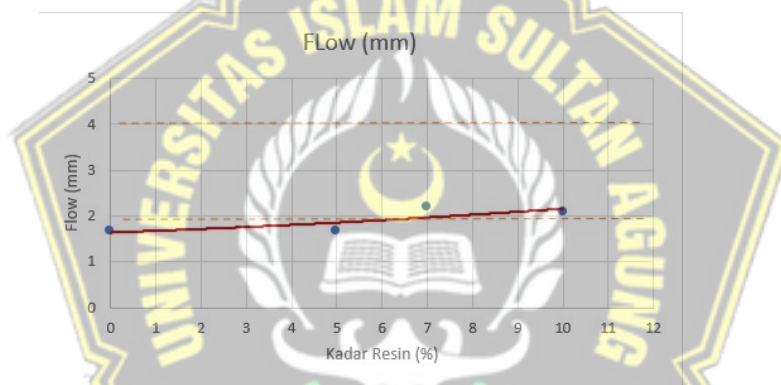 UNIVERSITAS ISLAM SULTAN AGUNG
FLow (mm)
Flow (mm)
5
4
3
2
1
0
0 1 2 3 4 5 6 7 8 9 10 11 12
Kadar Resin (%)